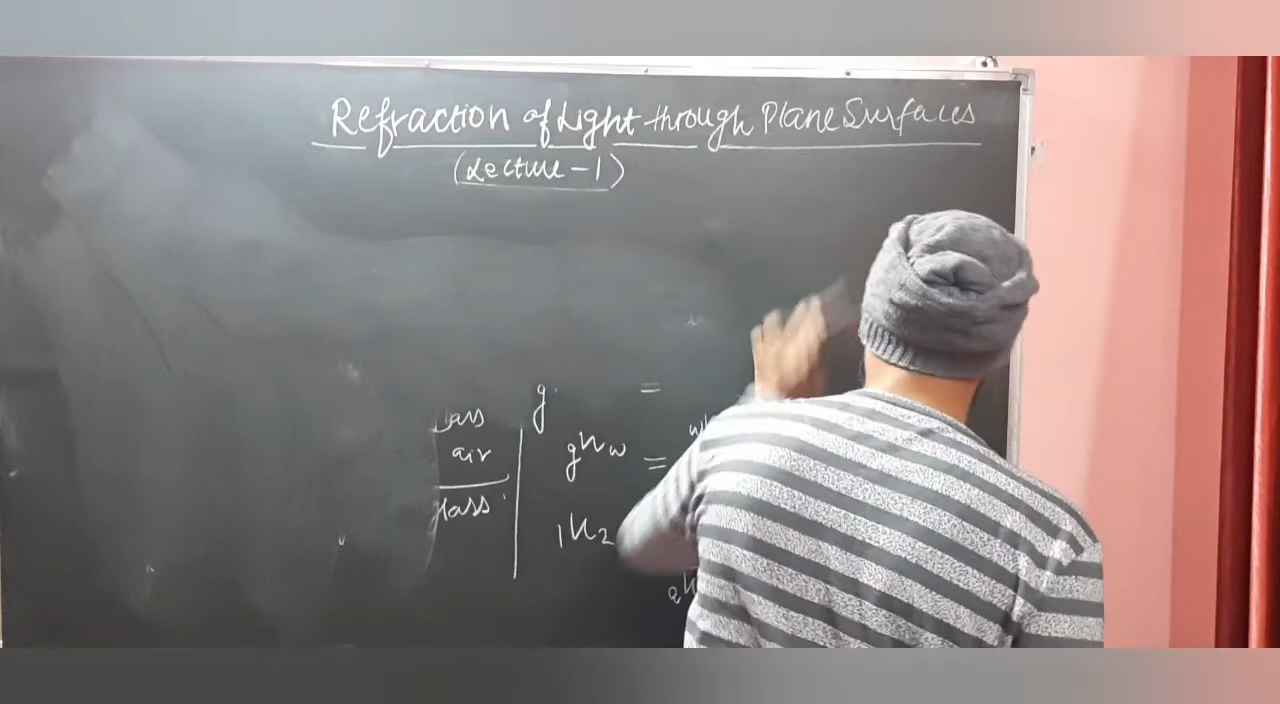 Refraction of Light through Plane Surfaces
(Lecture - 1)
g =
air
gμw =
glass
1μ2